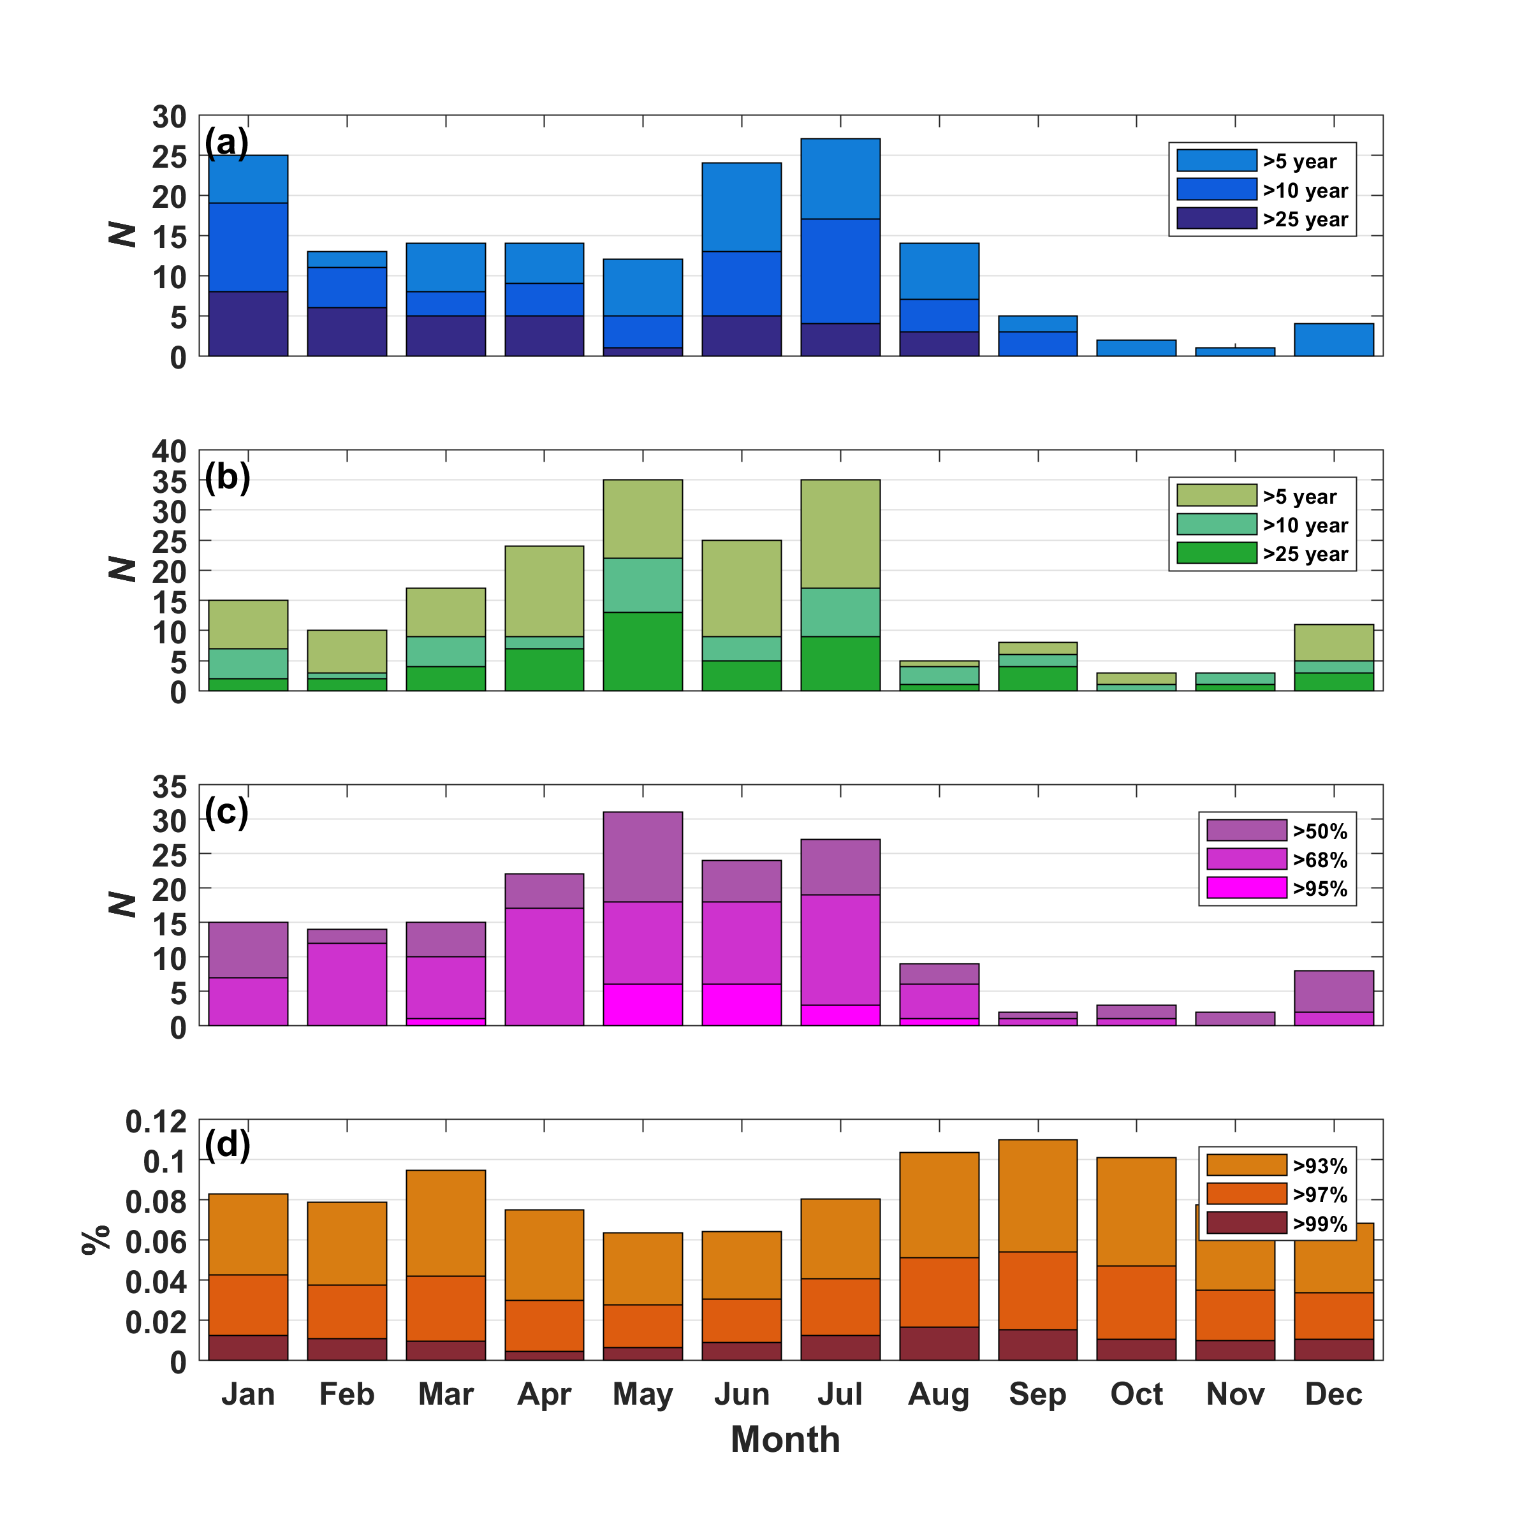 30
(a)
25
20
15
10
5
0
N
>5 year
>10 year
>25 year
40
(b)
35
30
25
20
15
10
5
0
N
>5 year
>10 year
>25 year
35
(c)
30
25
20
15
10
5
0
N
>50%
>68%
>95%
0.12
(d)
0.1
0.08
0.06
0.04
0.02
0
%
>93%
>97%
>99%
Jan Feb Mar Apr May Jun Jul Aug Sep Oct Nov Dec
Month